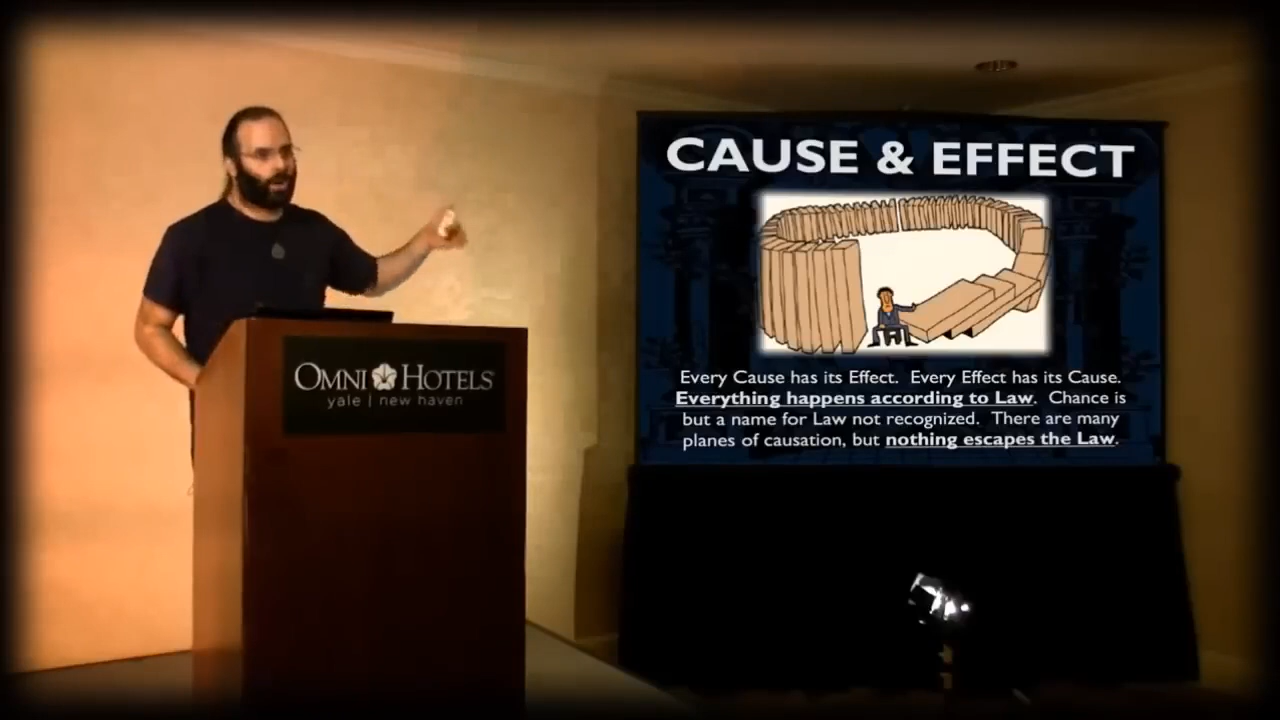 CAUSE & EFFECT
Every Cause has its Effect. Every Effect has its Cause.
Everything happens according to Law. Chance is
but a name for Law not recognized. There are many
planes of causation, but nothing escapes the Law.
OMNI HOTELS
yale | new haven